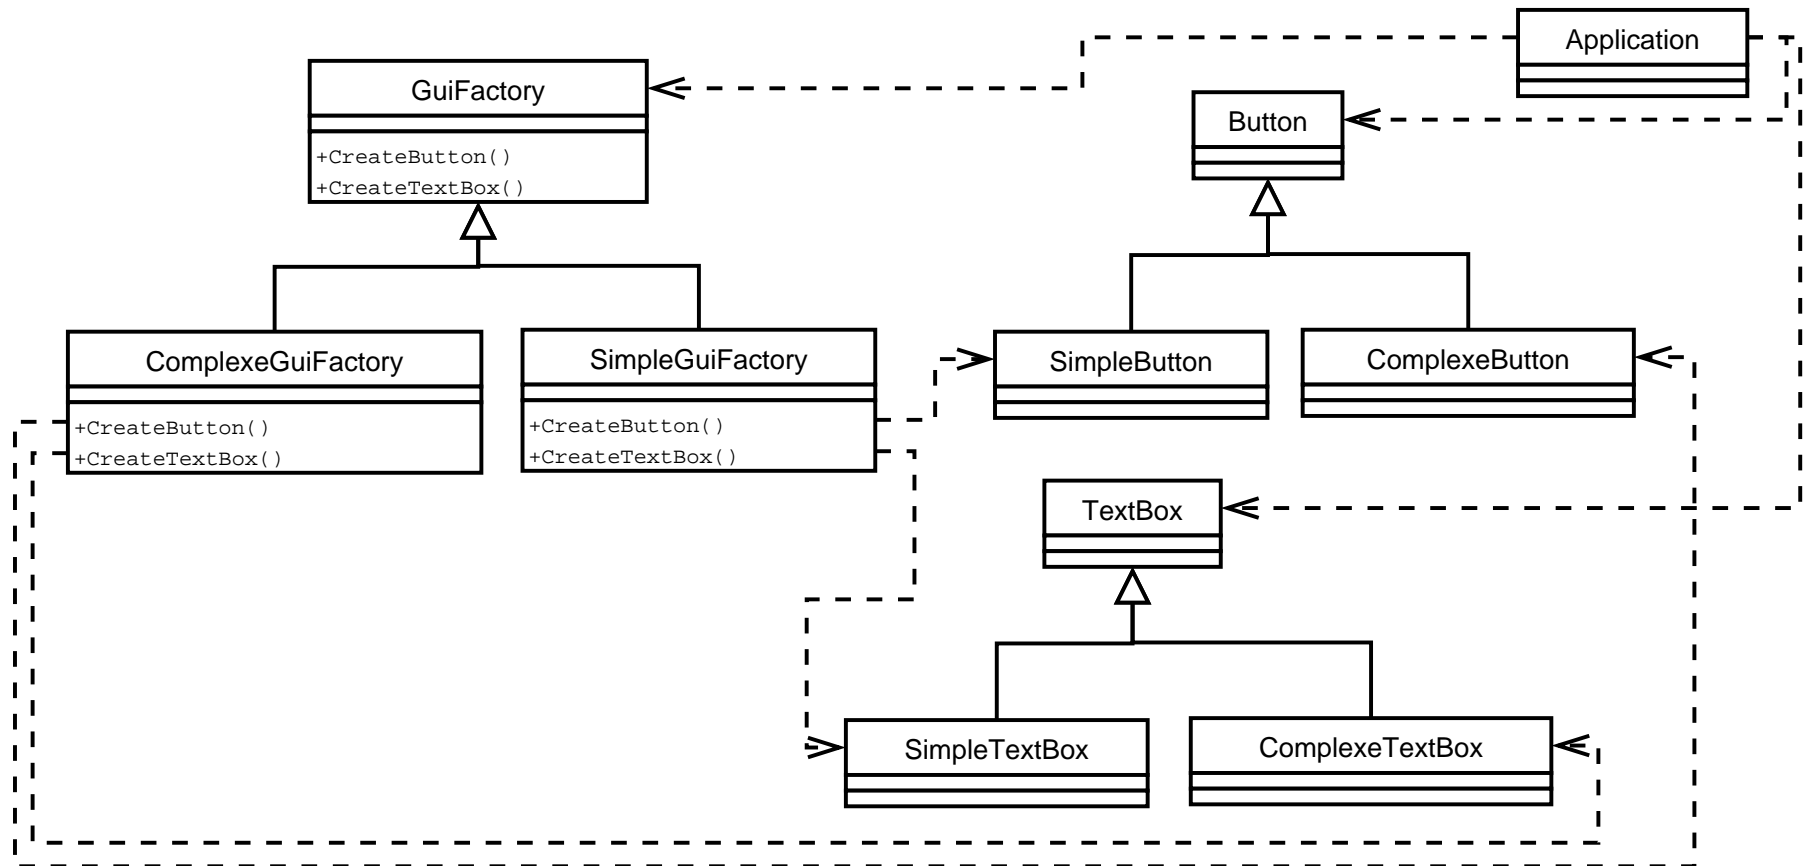 Application
GuiFactory
+CreateButton()
+CreateTextBox()
Button
ComplexeGuiFactory
+CreateButton()
+CreateTextBox()
SimpleGuiFactory
+CreateButton()
+CreateTextBox()
SimpleButton
ComplexeButton
TextBox
SimpleTextBox
ComplexeTextBox